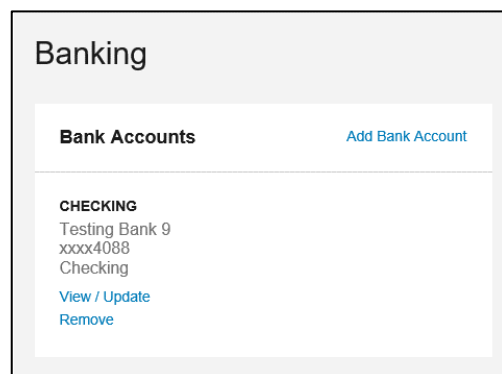 Banking
Bank Accounts Add Bank Account
CHECKING
Testing Bank 9
xxxx4088
Checking
View / Update
Remove